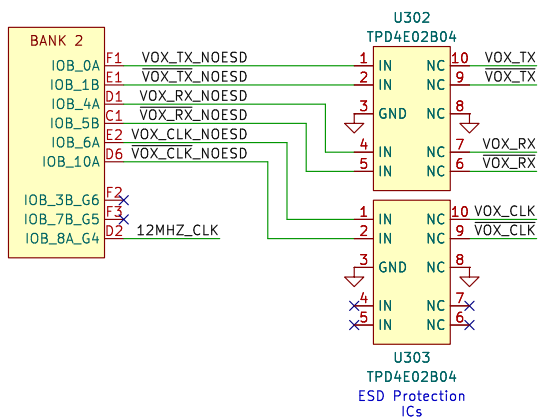 U302
TPD4E02B04
BANK 2
IOB_0A F1 VOX_TX_NOESD 1 IN NC 10 VOX_TX
IOB_1B E1 VOX_TX_NOESD 2 IN NC 9 VOX_TX
IOB_4A D1 VOX_RX_NOESD
3 GND NC 8
IOB_5B C1 VOX_RX_NOESD
IOB_6A E2 VOX_CLK_NOESD
4 IN NC 7 VOX_RX
IOB_10A D6 VOX_CLK_NOESD
5 IN NC 6 VOX_RX
IOB_3B_G6 F2
IOB_7B_G5 F3
1 IN NC 10 VOX_CLK
IOB_8A_G4 D2 12MHZ_CLK
2 IN NC 9 VOX_CLK
3 GND NC 8
4 IN NC 7
5 IN NC 6
U303
TPD4E02B04
ESD Protection
ICs